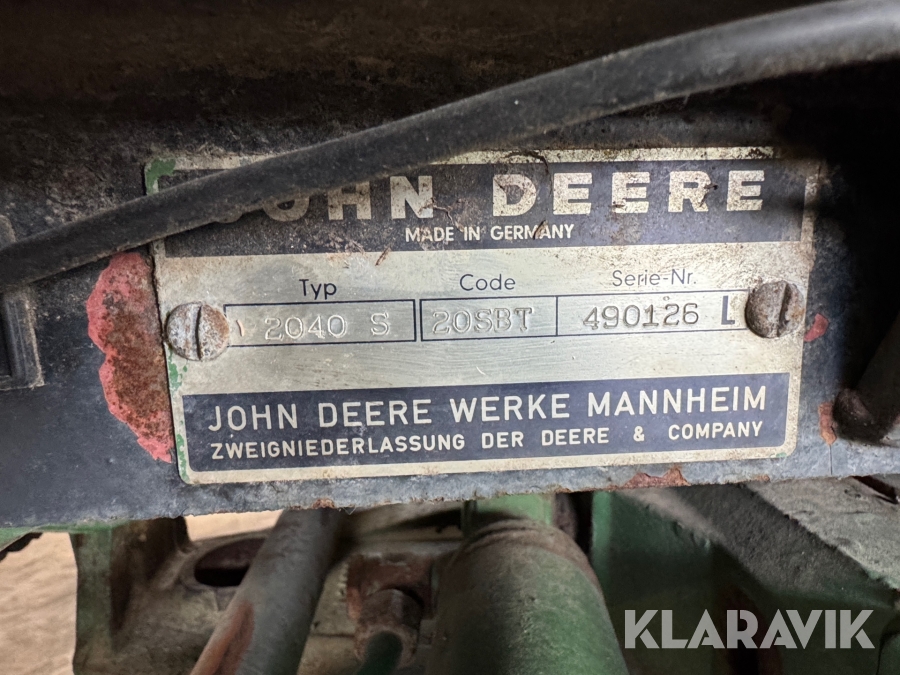 JOHN DEERE
MADE IN GERMANY
Typ Code Serie-Nr.
2040 S 20SBT 490126 L
JOHN DEERE WERKE MANNHEIM
ZWEIGNIEDERLASSUNG DER DEERE & COMPANY
KLARAVIK